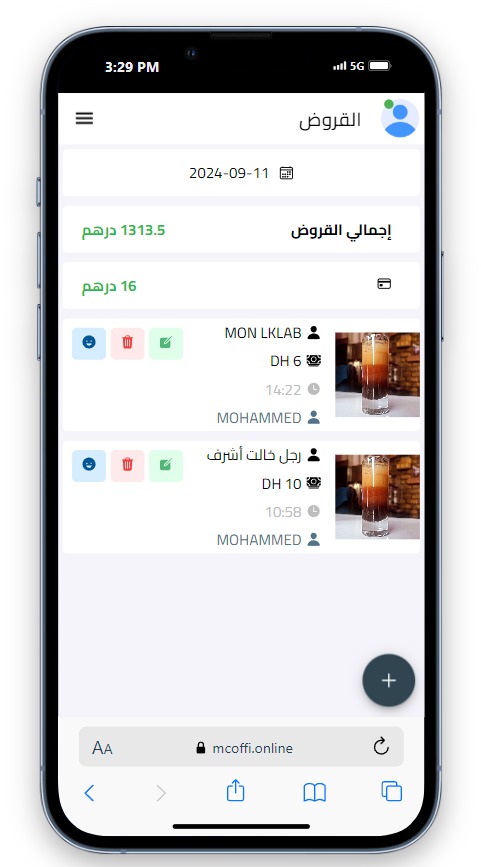 3:29 PM
5G
القروض
2024-09-11
إجمالي القروض
1313.5 درهم
16 درهم
MON LKLAB
DH 6
14:22
MOHAMMED
رجل خالت أشرف
DH 10
10:58
MOHAMMED
+
AA
mcoffi.online